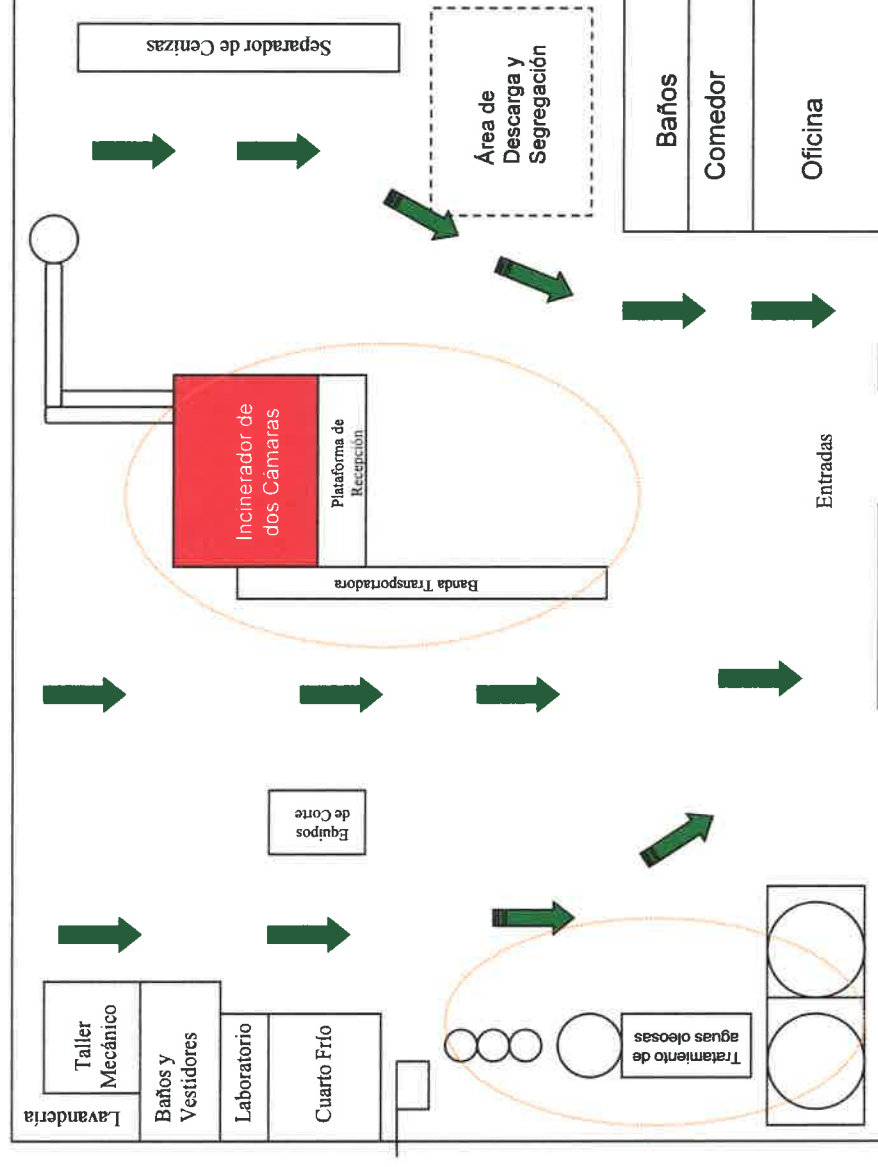 Separador de Cenizas
Área de
Descarga y
Segregación
Baños
Comedor
Oficina
Incinerador de
dos Cámaras
Plataforma de
Recepción
Banda Transportadora
Entradas
Equipos
de Corte
Lavandería
Taller
Mecánico
Baños y
Vestidores
Laboratorio
Cuarto Frío
Tratamiento de
aguas oleosas